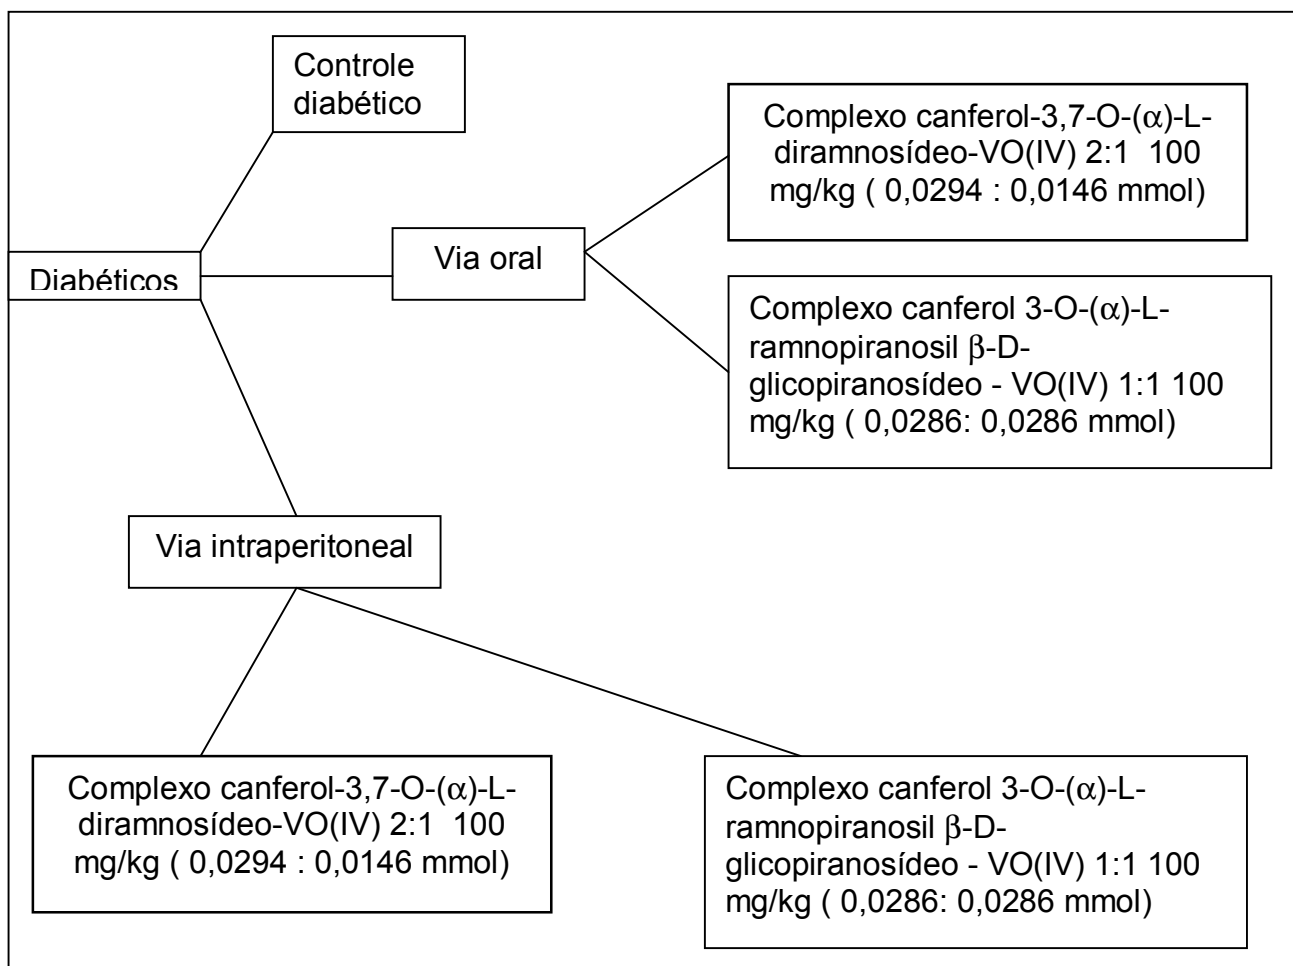 Controle
diabético
Complexo canferol-3,7-O-(α)-L-
diramnosídeo-VO(IV) 2:1  100
mg/kg ( 0,0294 : 0,0146 mmol)
Diabéticos
Via oral
Complexo canferol 3-O-(α)-L-
ramnopiranosil β-D-
glicopiranosídeo - VO(IV) 1:1 100
mg/kg ( 0,0286: 0,0286 mmol)
Via intraperitoneal
Complexo canferol-3,7-O-(α)-L-
diramnosídeo-VO(IV) 2:1  100
mg/kg ( 0,0294 : 0,0146 mmol)
Complexo canferol 3-O-(α)-L-
ramnopiranosil β-D-
glicopiranosídeo - VO(IV) 1:1 100
mg/kg ( 0,0286: 0,0286 mmol)